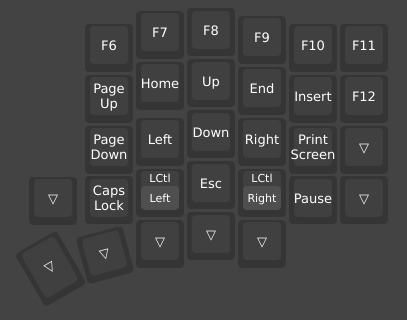 F6
F7
F8
F9
F10
F11
Page
Up
Home
Up
End
Insert
F12
Page
Down
Left
Down
Right
Print
Screen
▽
▽
Caps
Lock
LCtl
Left
Esc
LCtl
Right
Pause
▽
▽
▽
▽
▽
▽